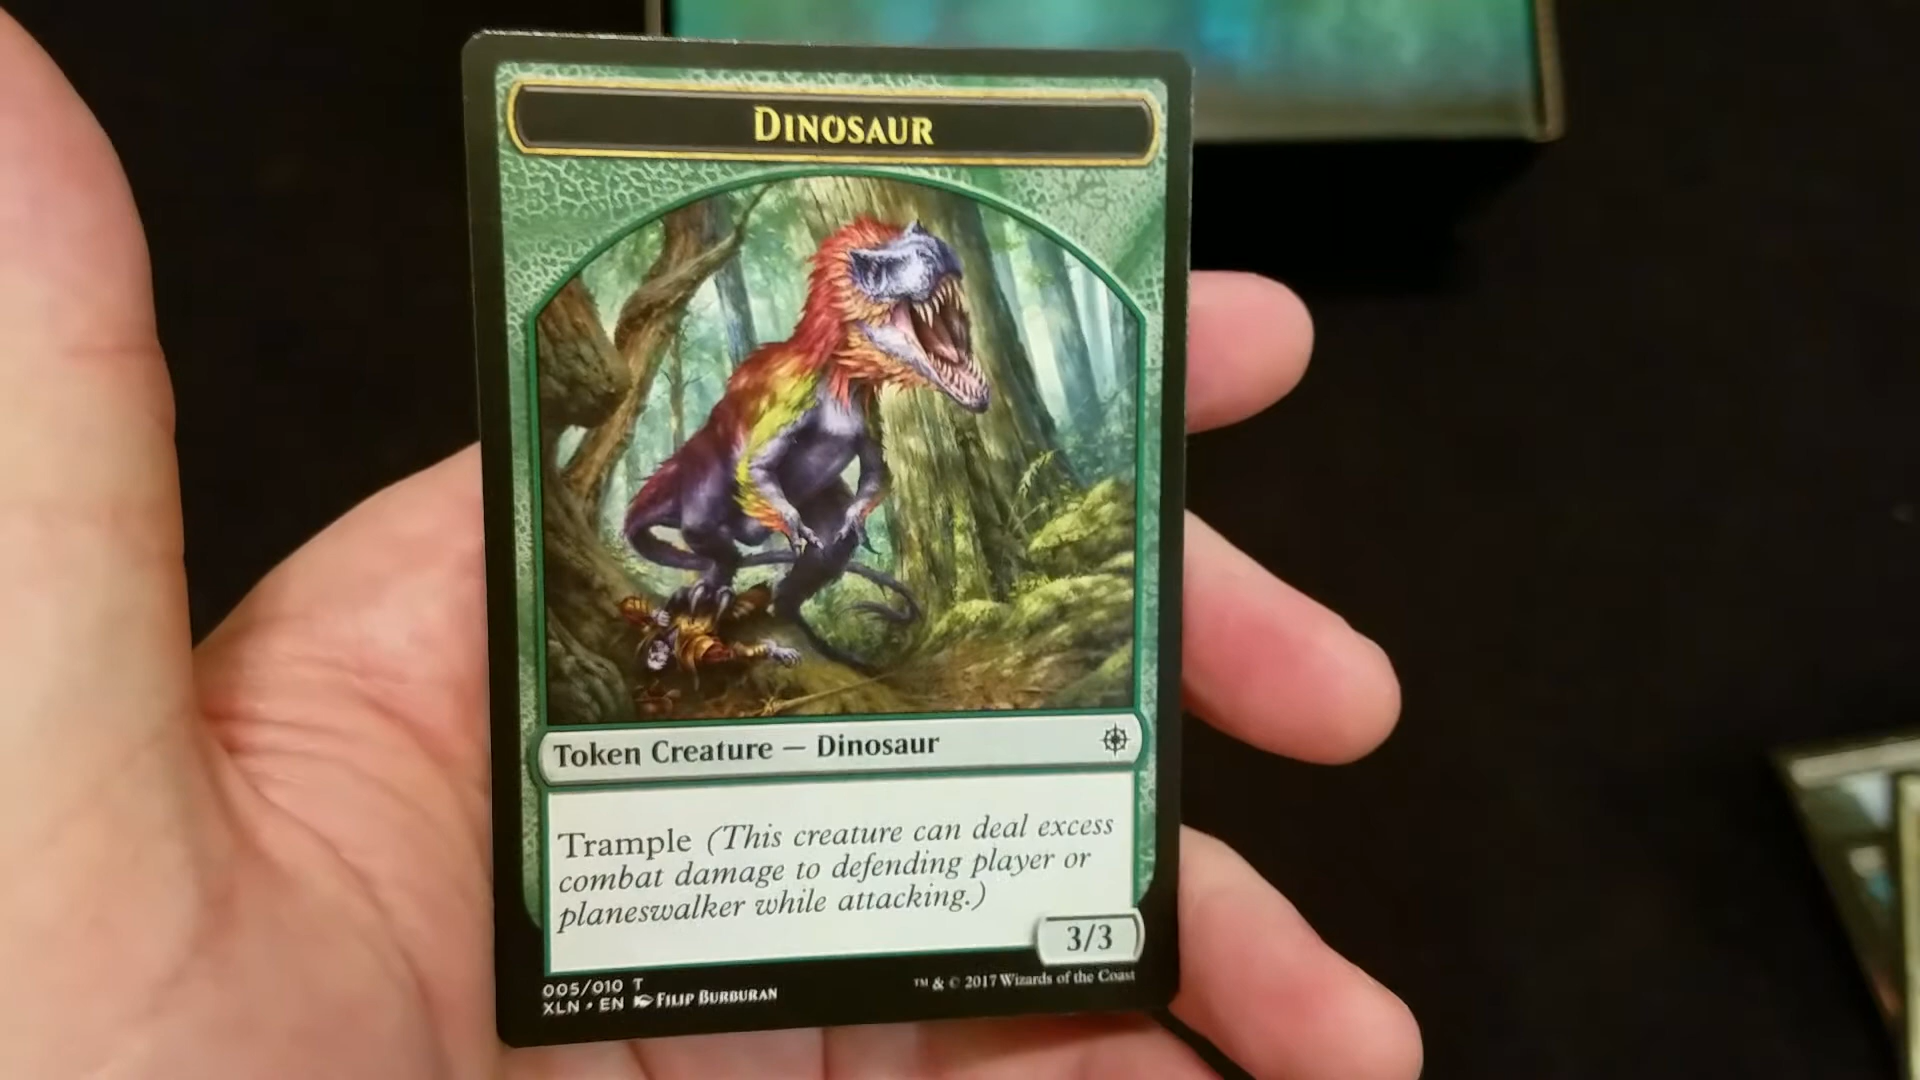 DINOSAUR
Token Creature — Dinosaur
Trample (This creature can deal excess
combat damage to defending player or
planeswalker while attacking.)
3/3
005/010 T
XLN • EN FILIP BURBURAN
™ & © 2017 Wizards of the Coast